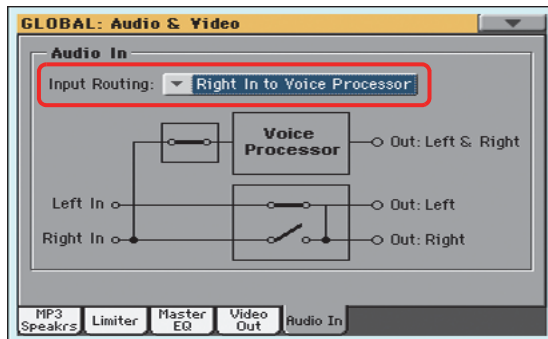 GLOBAL: Audio & Video
Audio In
Input Routing: Right In to Voice Processor
Voice
Processor
Out: Left & Right
Left In
Out: Left
Right In
Out: Right
MP3
Speakrs
Limiter
Master
EQ
Video
Out
Audio In